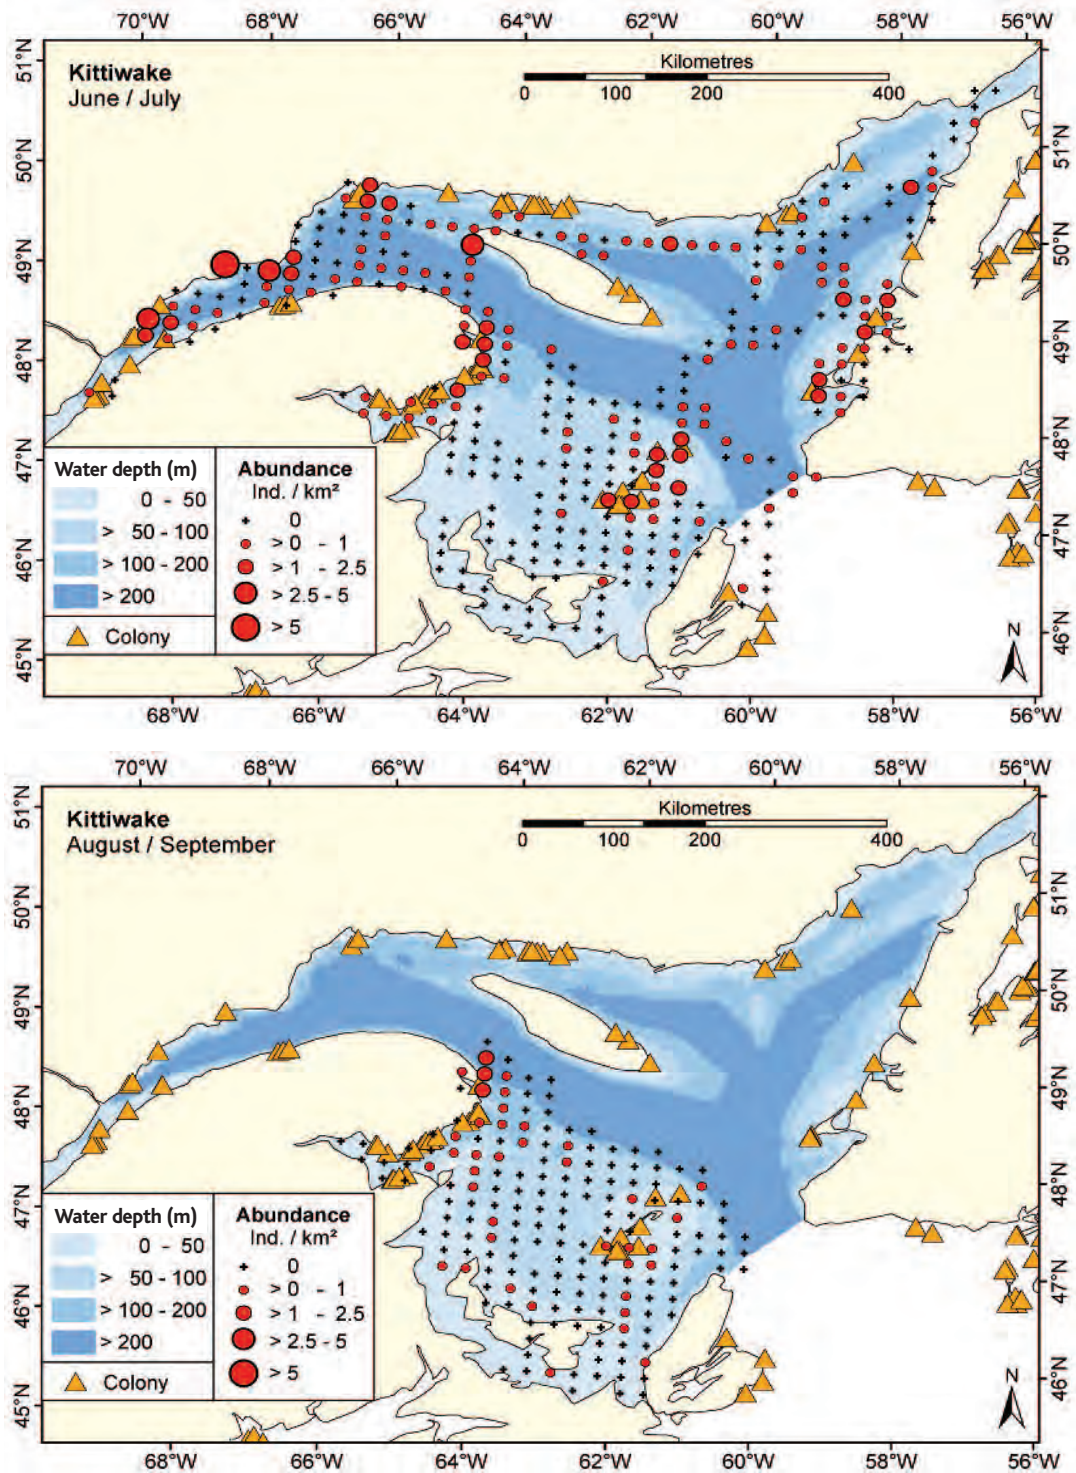 70°W 68°W 66°W 64°W 62°W 60°W 58°W 56°W
Kittiwake
June / July
Kilometres
0 100 200 400
51°N
50°N
49°N
48°N
47°N
46°N
45°N
51°N
50°N
49°N
48°N
47°N
46°N
Water depth (m)
0 - 50
> 50 - 100
> 100 - 200
> 200
Colony
Abundance
Ind. / km²
0
> 0 - 1
> 1 - 2.5
> 2.5 - 5
> 5
N
68°W 66°W 64°W 62°W 60°W 58°W 56°W
70°W 68°W 66°W 64°W 62°W 60°W 58°W 56°W
Kittiwake
August / September
Kilometres
0 100 200 400
51°N
50°N
49°N
48°N
47°N
46°N
45°N
51°N
50°N
49°N
48°N
47°N
46°N
Water depth (m)
0 - 50
> 50 - 100
> 100 - 200
> 200
Colony
Abundance
Ind. / km²
0
> 0 - 1
> 1 - 2.5
> 2.5 - 5
> 5
N
68°W 66°W 64°W 62°W 60°W 58°W 56°W